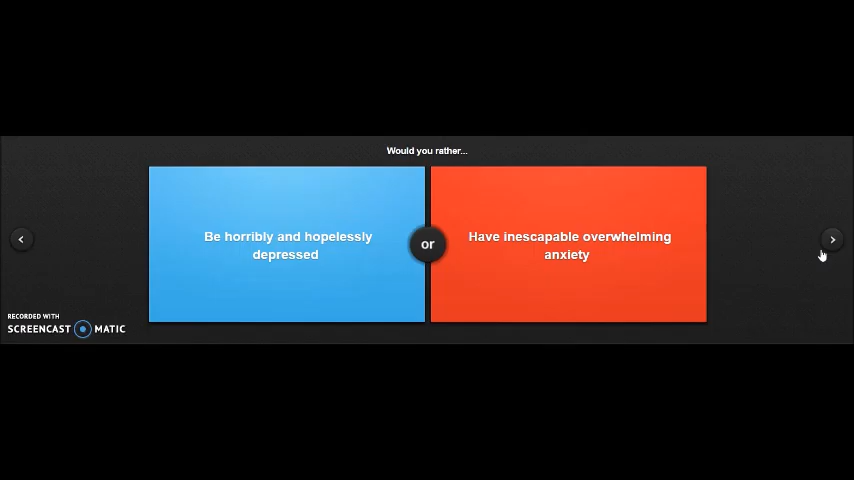 Would you rather...
Be horribly and hopelessly
depressed
or
Have inescapable overwhelming
anxiety
RECORDED WITH
SCREENCAST MATIC